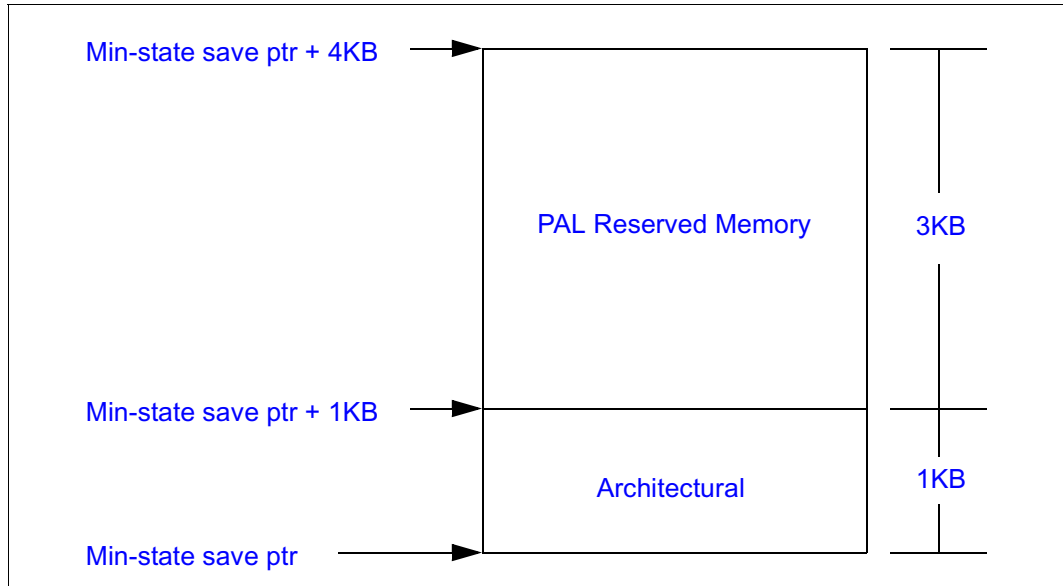 Min-state save ptr + 4KB
PAL Reserved Memory
3KB
Min-state save ptr + 1KB
Architectural
1KB
Min-state save ptr